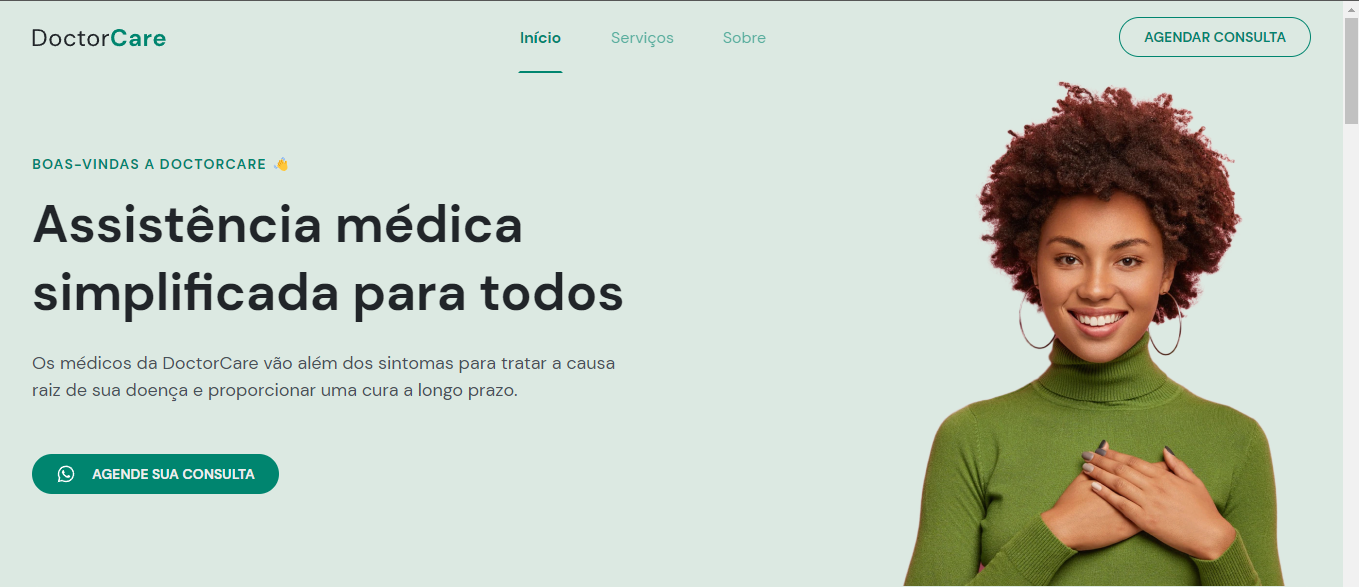 DoctorCare
Início
Serviços
Sobre
AGENDAR CONSULTA
BOAS-VINDAS A DOCTORCARE 👋
Assistência médica
simplificada para todos
Os médicos da DoctorCare vão além dos sintomas para tratar a causa
raiz de sua doença e proporcionar uma cura a longo prazo.
AGENDE SUA CONSULTA